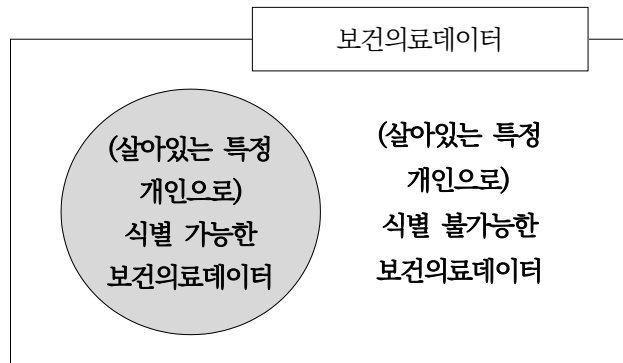 보건의료데이터
(살아있는 특정
개인으로)
식별 가능한
보건의료데이터
(살아있는 특정
개인으로)
식별 불가능한
보건의료데이터